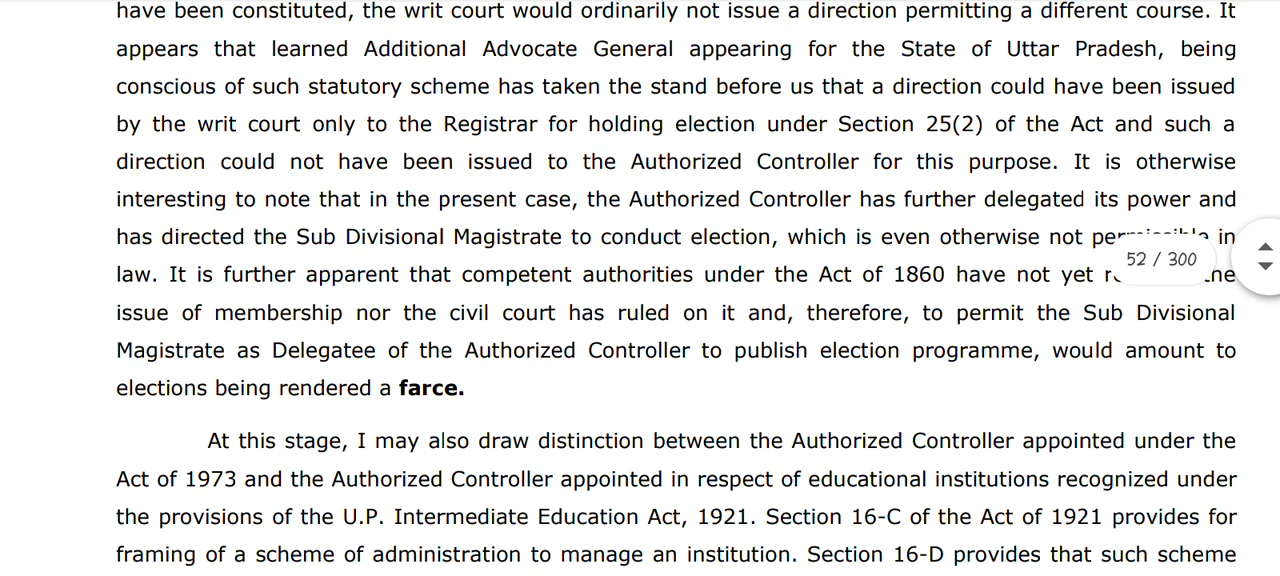 have been constituted, the writ court would ordinarily not issue a direction permitting a different course. It
appears that learned Additional Advocate General appearing for the State of Uttar Pradesh, being
conscious of such statutory scheme has taken the stand before us that a direction could have been issued
by the writ court only to the Registrar for holding election under Section 25(2) of the Act and such a
direction could not have been issued to the Authorized Controller for this purpose. It is otherwise
interesting to note that in the present case, the Authorized Controller has further delegated its power and
has directed the Sub Divisional Magistrate to conduct election, which is even otherwise not in
52 / 300
law. It is further apparent that competent authorities under the Act of 1860 have not yet
issue of membership nor the civil court has ruled on it and, therefore, to permit the Sub Divisional
Magistrate as Delegatee of the Authorized Controller to publish election programme, would amount to
elections being rendered a farce.
At this stage, I may also draw distinction between the Authorized Controller appointed under the
Act of 1973 and the Authorized Controller appointed in respect of educational institutions recognized under
the provisions of the U.P. Intermediate Education Act, 1921. Section 16-C of the Act of 1921 provides for
framing of a scheme of administration to manage an institution. Section 16-D provides that such scheme